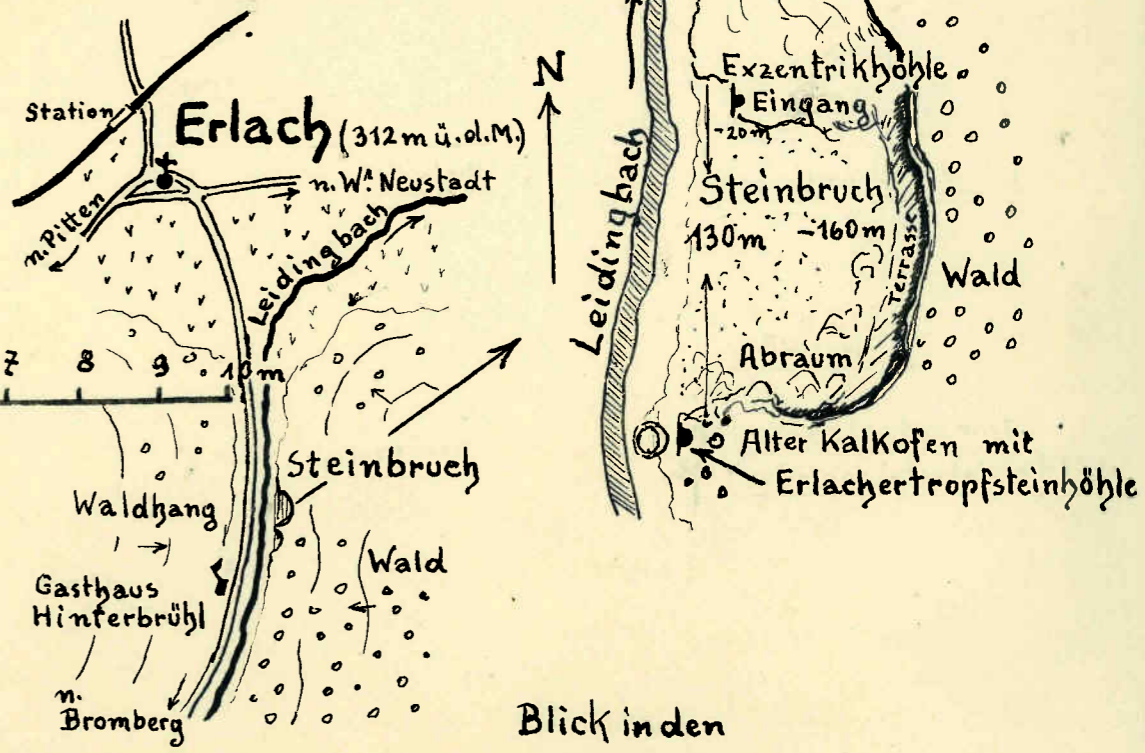 Station
Erlach (312 m ü.d.M.)
n. Pitten
n. Wr. Neustadt
Leidingbach
7 8 9 10 m
Steinbruch
Waldhang
Wald
Gasthaus
Hinterbrühl
n.
Bromberg
N
Leidingbach
Exzentrikhöhle
Eingang
-20m
Steinbruch
130 m -160 m
Terrasse
Wald
Abraum
Alter Kalkofen mit
Erlachertropfsteinhöhle
Blick in den